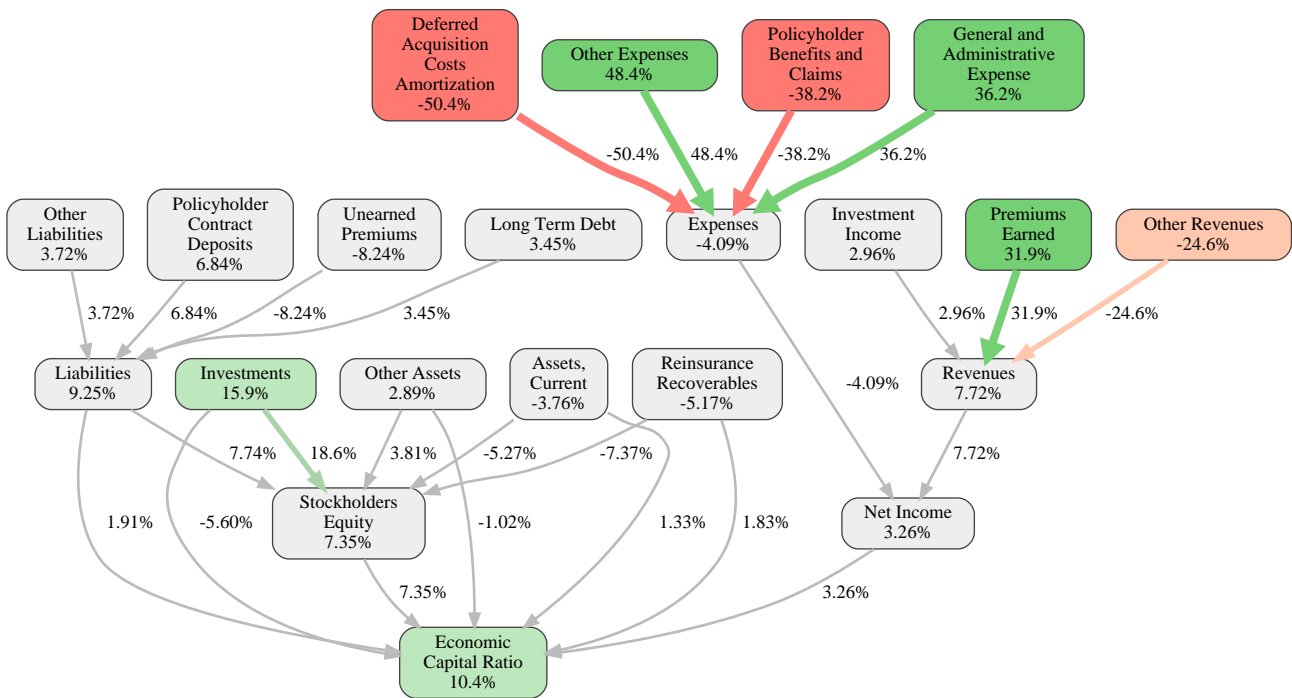 Deferred
Acquisition
Costs
Amortization
-50.4%
Other Expenses
48.4%
Policyholder
Benefits and
Claims
-38.2%
General and
Administrative
Expense
36.2%
-50.4%
48.4%
-38.2%
36.2%
Other
Liabilities
3.72%
Policyholder
Contract
Deposits
6.84%
Unearned
Premiums
-8.24%
Long Term Debt
3.45%
Expenses
-4.09%
Investment
Income
2.96%
Premiums
Earned
31.9%
Other Revenues
-24.6%
3.72%
6.84%
-8.24%
3.45%
2.96%
31.9%
-24.6%
Liabilities
9.25%
Investments
15.9%
Other Assets
2.89%
Assets,
Current
-3.76%
Reinsurance
Recoverables
-5.17%
-4.09%
Revenues
7.72%
7.74%
18.6%
3.81%
-5.27%
-7.37%
7.72%
Stockholders
Equity
7.35%
Net Income
3.26%
1.91%
-5.60%
-1.02%
1.33%
1.83%
7.35%
3.26%
Economic
Capital Ratio
10.4%